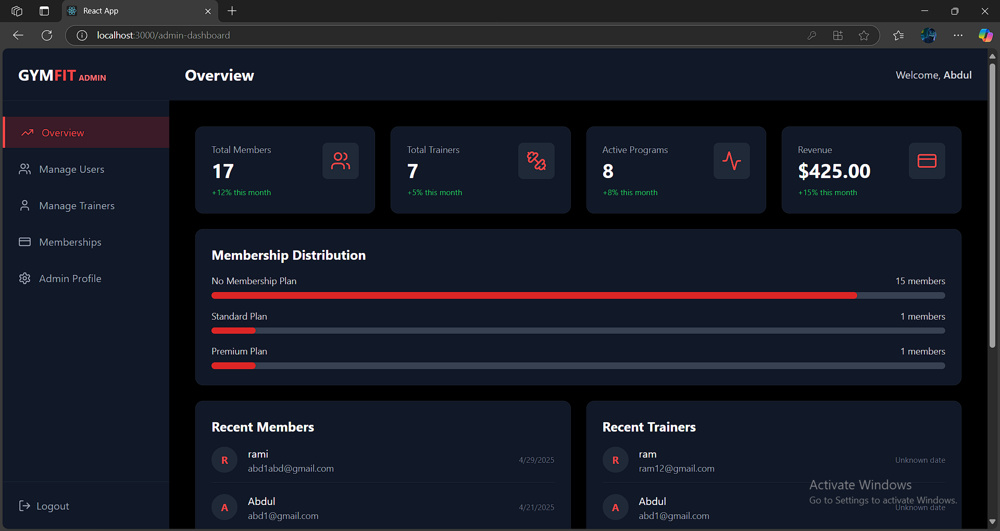 React App
localhost:3000/admin-dashboard
GYMFIT ADMIN
Overview
Welcome, Abdul
Overview
Manage Users
Manage Trainers
Memberships
Admin Profile
Logout
Total Members
17
+12% this month
Total Trainers
7
+5% this month
Active Programs
8
+8% this month
Revenue
$425.00
+15% this month
Membership Distribution
No Membership Plan 15 members
Standard Plan 1 members
Premium Plan 1 members
Recent Members
R
rami
abd1abd@gmail.com
4/29/2025
A
Abdul
abd1@gmail.com
4/21/2025
Recent Trainers
R
ram
ram12@gmail.com
Unknown date
A
Abdul
abd1@gmail.com
Unknown date
Activate Windows
Go to Settings to activate Windows.